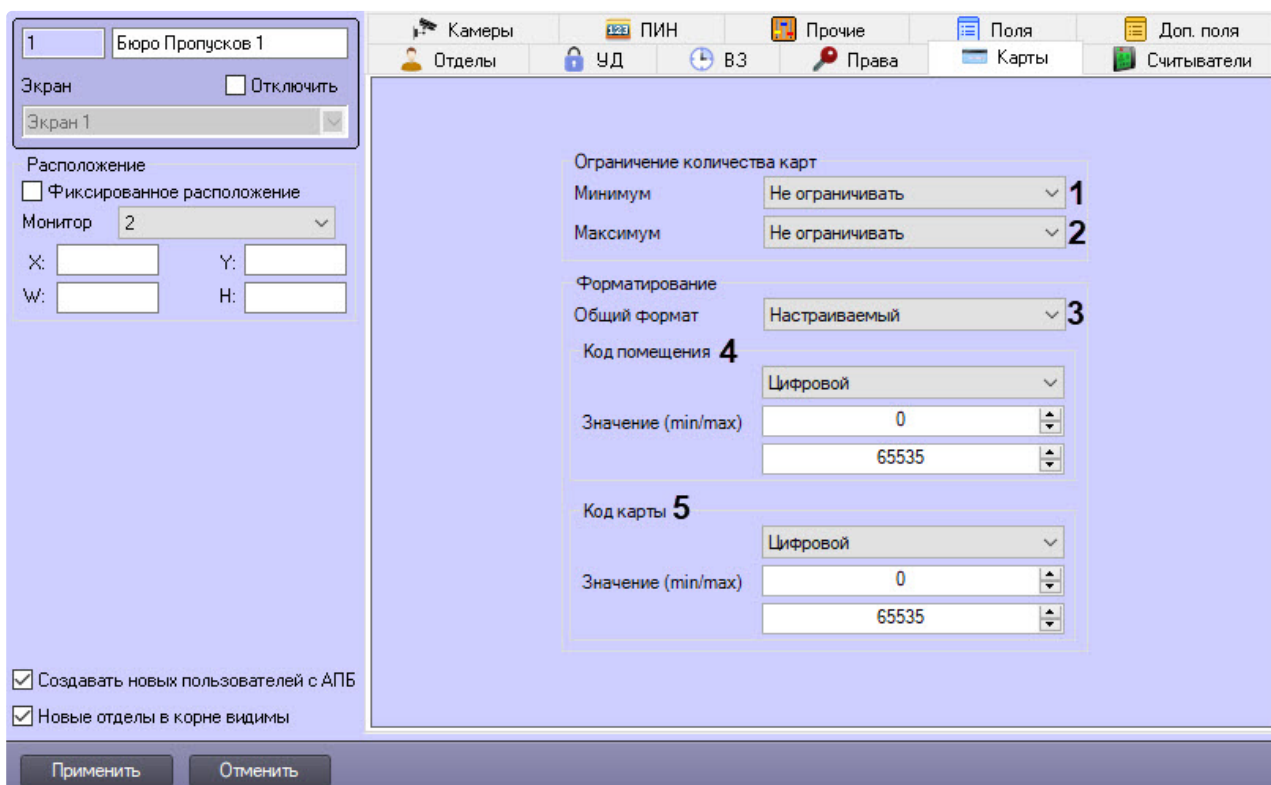 1
Бюро Пропусков 1
Экран
Отключить
Экран 1
Расположение
Фиксированное расположение
Монитор 2
X: Y:
W: H:
Создавать новых пользователей с АПБ
Новые отделы в корне видимы
Камеры 123 ПИН Прочие Поля Доп. поля
Отделы УД ВЗ Права Карты Считыватели
Ограничение количества карт
Минимум Не ограничивать 1
Максимум Не ограничивать 2
Форматирование
Общий формат Настраиваемый 3
Код помещения 4
Цифровой
Значение (min/max) 0
65535
Код карты 5
Цифровой
Значение (min/max) 0
65535
Применить Отменить